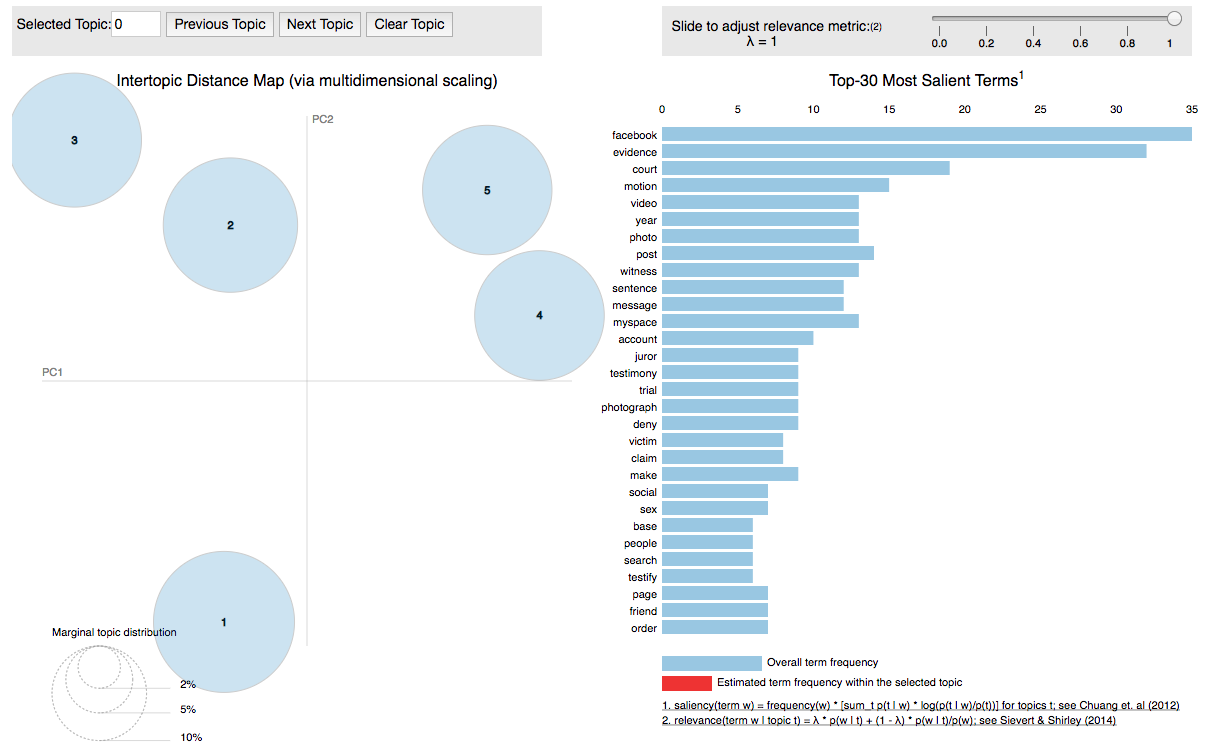 Selected Topic: 0 Previous Topic Next Topic Clear Topic
Slide to adjust relevance metric:(2)
λ = 1
0.0 0.2 0.4 0.6 0.8 1
Intertopic Distance Map (via multidimensional scaling)
PC2
PC1
3
2
5
4
1
Marginal topic distribution
2%
5%
10%
Top-30 Most Salient Terms1
0 5 10 15 20 25 30 35
facebook
evidence
court
motion
video
year
photo
post
witness
sentence
message
myspace
account
juror
testimony
trial
photograph
deny
victim
claim
make
social
sex
base
people
search
testify
page
friend
order
Overall term frequency
Estimated term frequency within the selected topic
1. saliency(term w) = frequency(w) * [sum_t p(t | w) * log(p(t | w)/p(t))] for topics t; see Chuang et. al (2012)
2. relevance(term w | topic t) = λ * p(w | t) + (1 - λ) * p(w | t)/p(w); see Sievert & Shirley (2014)